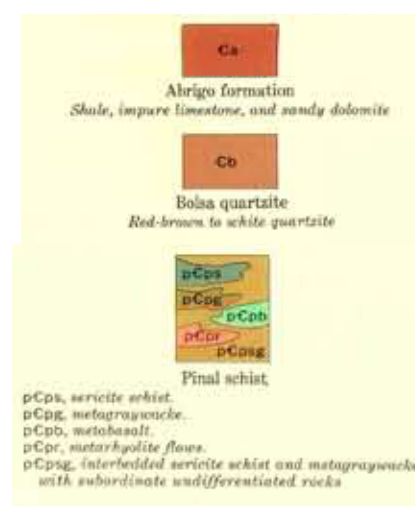 Ca
Abrigo formation
Shale, impure limestone, and sandy dolomite
Cb
Bolsa quartzite
Red-brown to white quartzite
pCps
pCpg
pCpb
pCpr
pCpsg
Pinal schist
pCps, sericite schist.
pCpg, metagraywacke.
pCpb, metabasalt.
pCpr, metarhyolite flows.
pCpsg, interbedded sericite schist and metagraywacke
with subordinate undifferentiated rocks